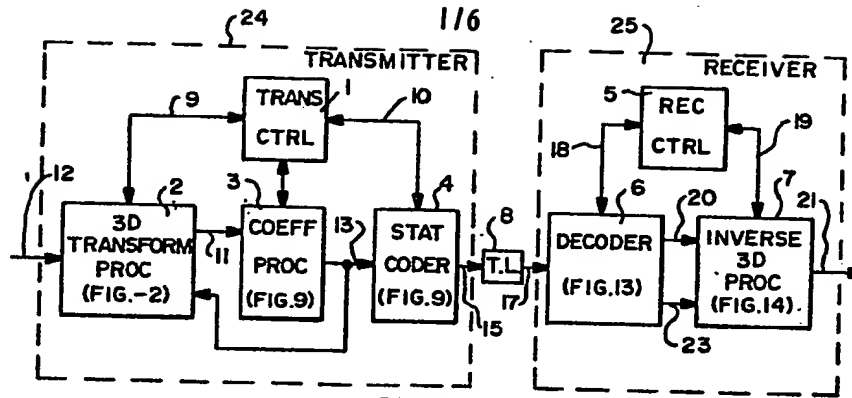 1/6
24
TRANSMITTER
25
RECEIVER
9
TRANS
CTRL
1
10
5
REC
CTRL
18
19
12
2
3D
TRANSFORM
PROC
(FIG.-2)
11
3
COEFF
PROC
(FIG.9)
13
4
STAT
CODER
(FIG.9)
15
8
T.L
17
6
DECODER
(FIG.13)
20
23
7
INVERSE
3D
PROC
(FIG.14)
21